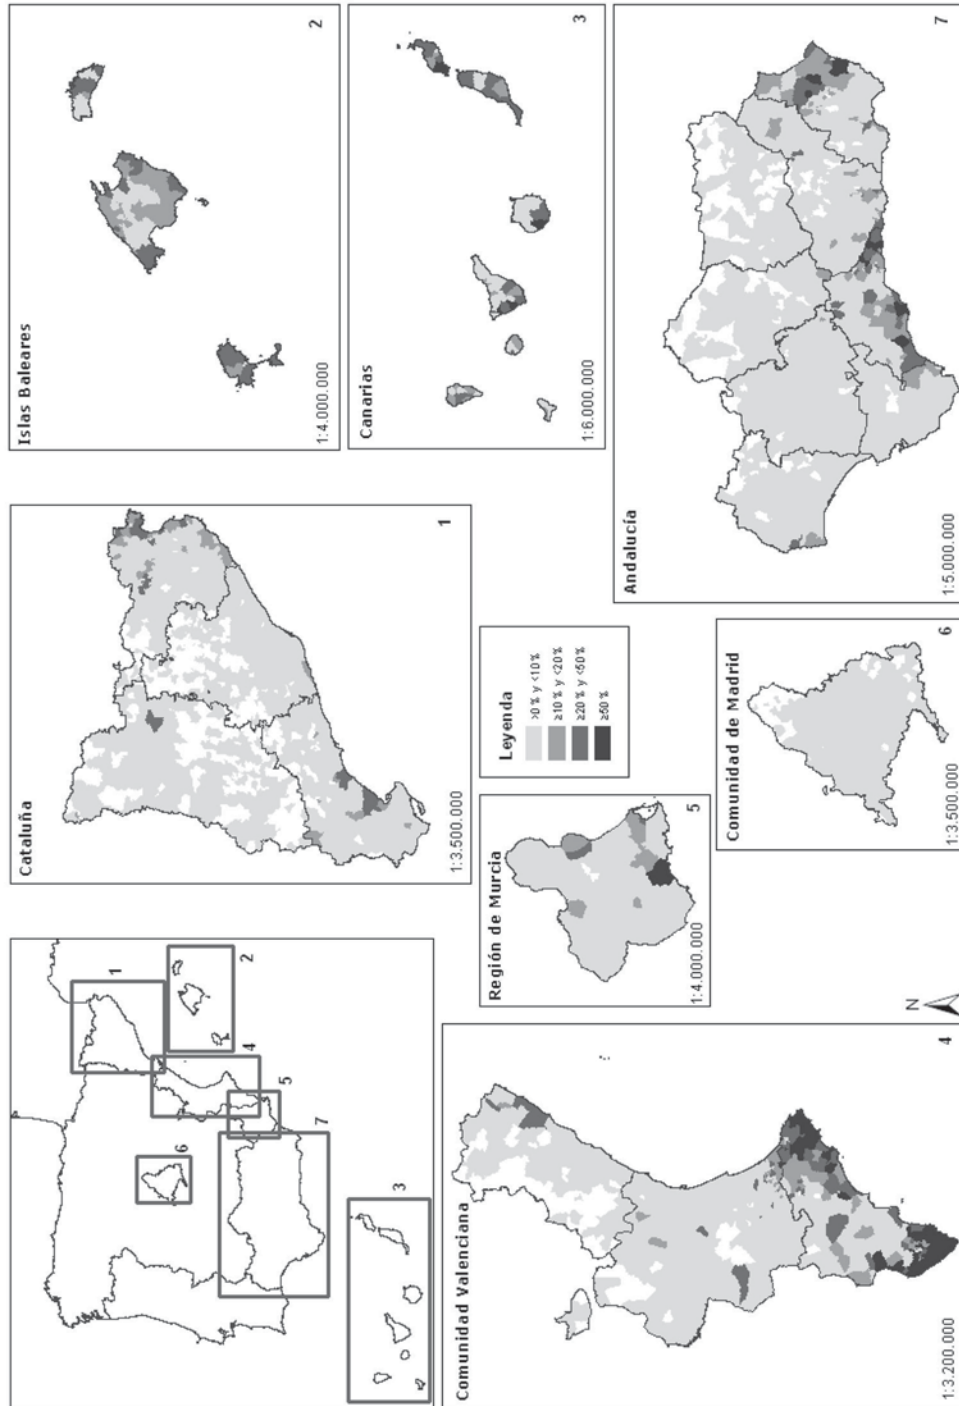 1
2
3
4
5
6
7
Cataluña
1:3.500.000
1
Islas Baleares
1:4.000.000
2
Canarias
1:6.000.000
3
Comunidad Valenciana
1:3.200.000
4
N
Región de Murcia
1:4.000.000
5
Leyenda
>0 % y <10%
≥10 % y <20%
≥20 % y <50%
≥50 %
Comunidad de Madrid
1:3.500.000
6
Andalucía
1:5.000.000
7